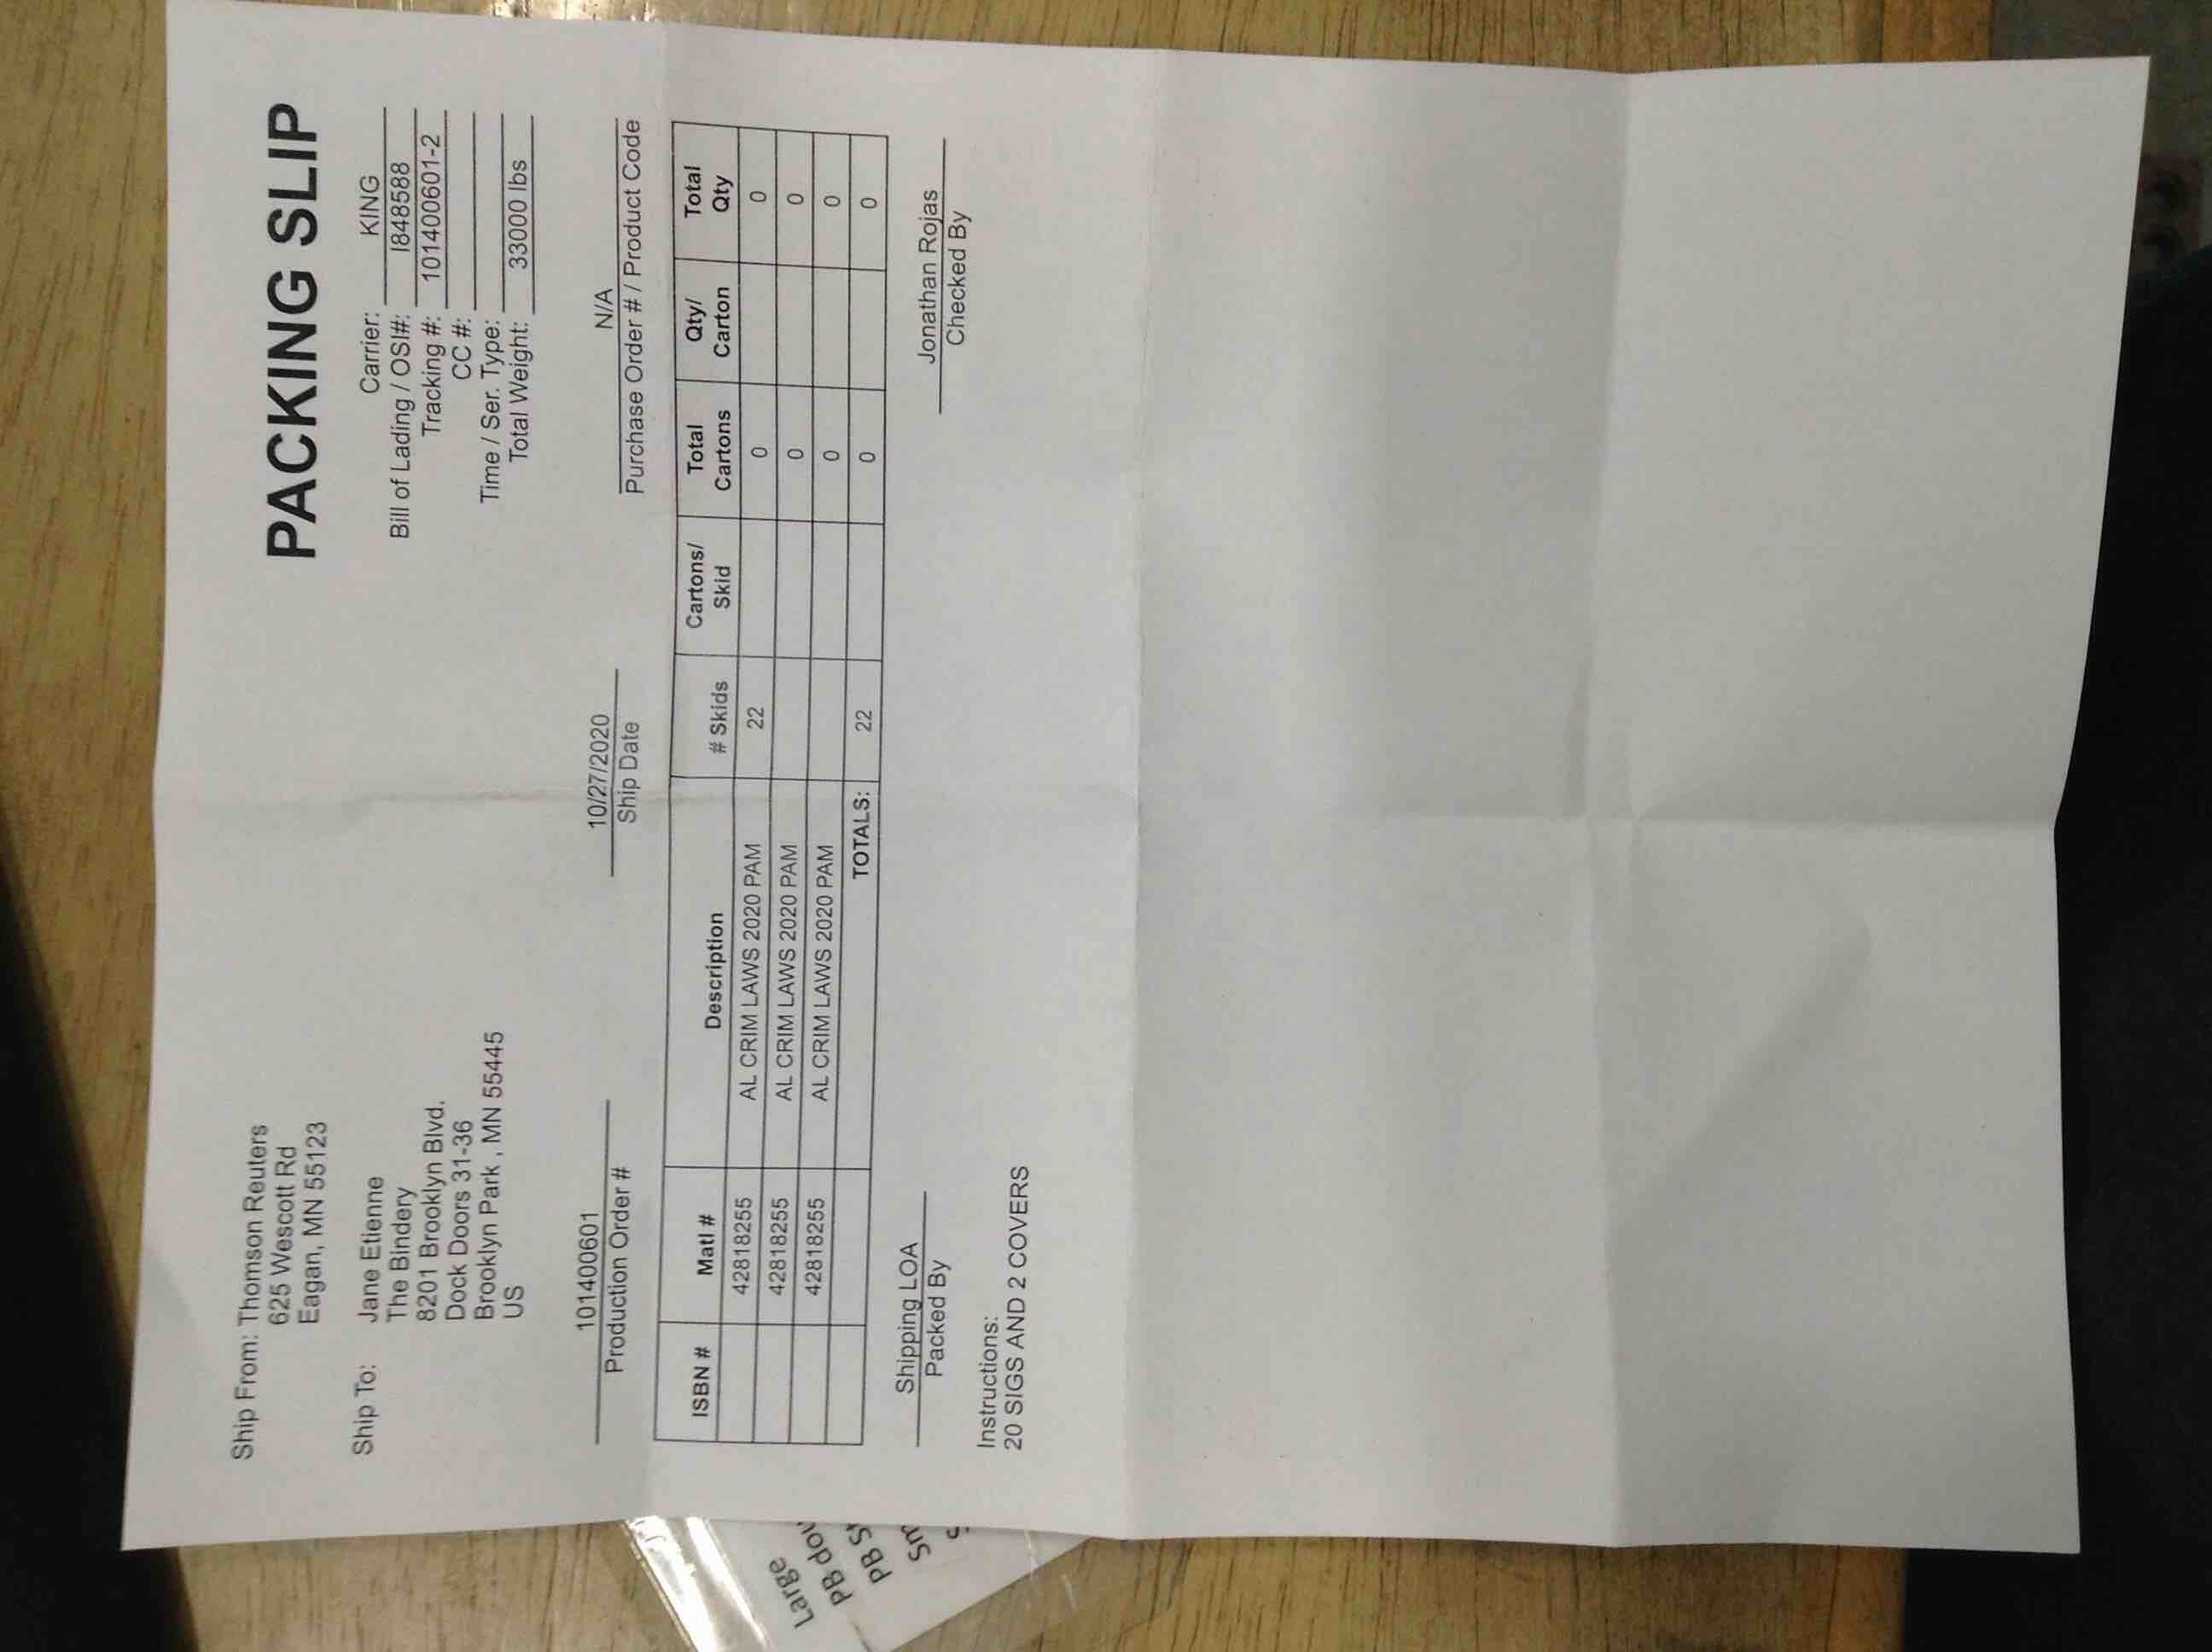 PACKING SLIP
Ship From: Thomson Reuters
625 Wescott Rd
Eagan, MN 55123
Ship To: Jane Etienne
The Bindery
8201 Brooklyn Blvd.
Dock Doors 31-36
Brooklyn Park , MN 55445
US
Carrier: KING
Bill of Lading / OSI#: I848588
Tracking #: 101400601-2
CC #:
Time / Ser. Type:
Total Weight: 33000 lbs
101400601 10/27/2020 N/A
Production Order # Ship Date Purchase Order # / Product Code
ISBN # Matl # Description # Skids Cartons/ Skid Total Cartons Qty/ Carton Total Qty
42818255 AL CRIM LAWS 2020 PAM 22 0 0
42818255 AL CRIM LAWS 2020 PAM 0 0
42818255 AL CRIM LAWS 2020 PAM 0 0
TOTALS: 22 0 0
Shipping LOA Jonathan Rojas
Packed By Checked By
Instructions:
20 SIGS AND 2 COVERS
Large
PB
PB